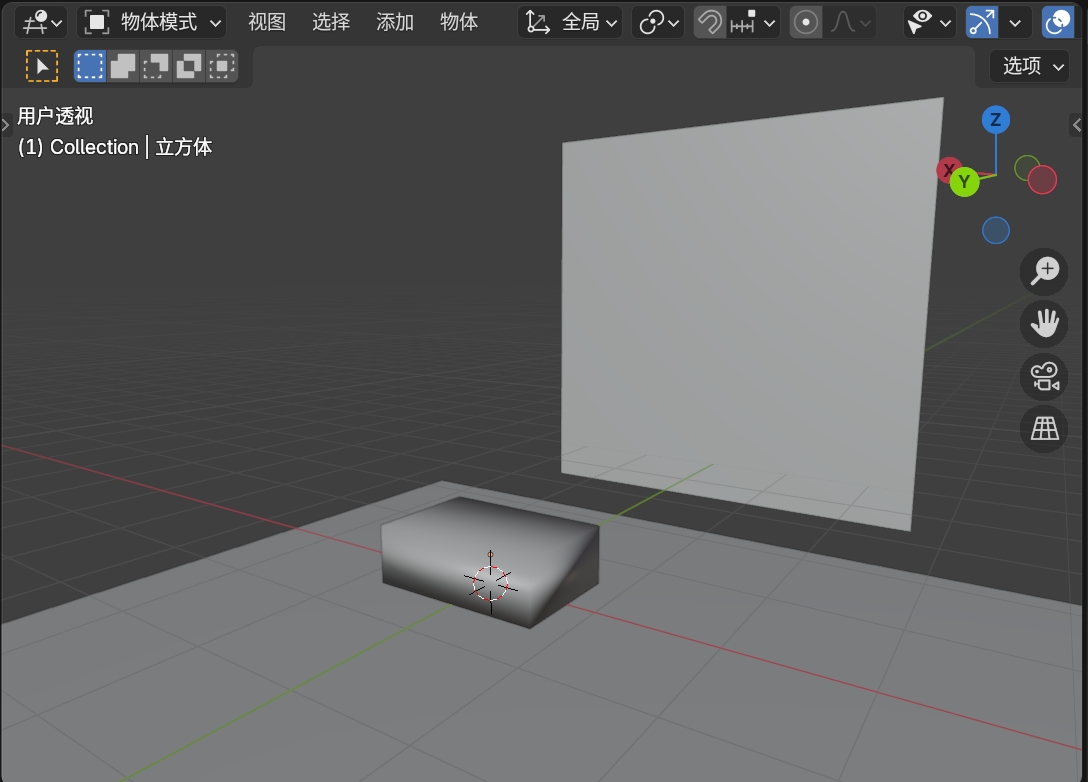 物体模式 视图 选择 添加 物体 全局
选项
用户透视
(1) Collection | 立方体
Z
X
Y